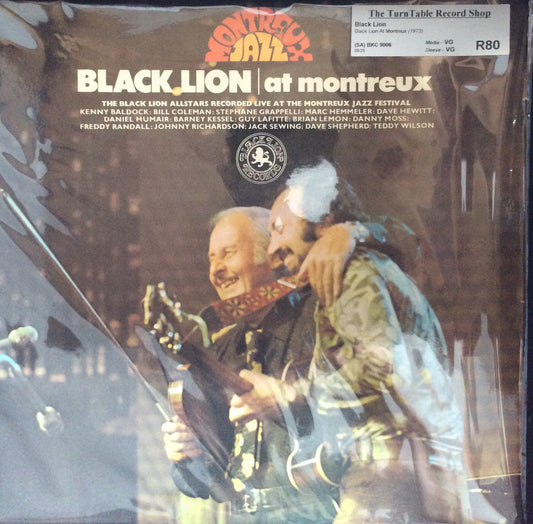 The TurnTable Record Shop
Black Lion
Black Lion At Montreux (1973)
(SA) BKC 9006
Media - VG
Sleeve - VG
R80
MONTREUX
JAZZ
BLACK LION | at montreux
THE BLACK LION ALLSTARS RECORDED LIVE AT THE MONTREUX JAZZ FESTIVAL
KENNY BALDOCK: BILL COLEMAN: STEPHANE GRAPPELLI: MARC HEMMELER: DAVE HEWITT:
DANIEL HUMAIR: BARNEY KESSEL: GUY LAFITTE: BRIAN LEMON: DANNY MOSS:
FREDDY RANDALL: JOHNNY RICHARDSON: JACK SEWING: DAVE SHEPHERD: TEDDY WILSON
BLACK LION
RECORDS